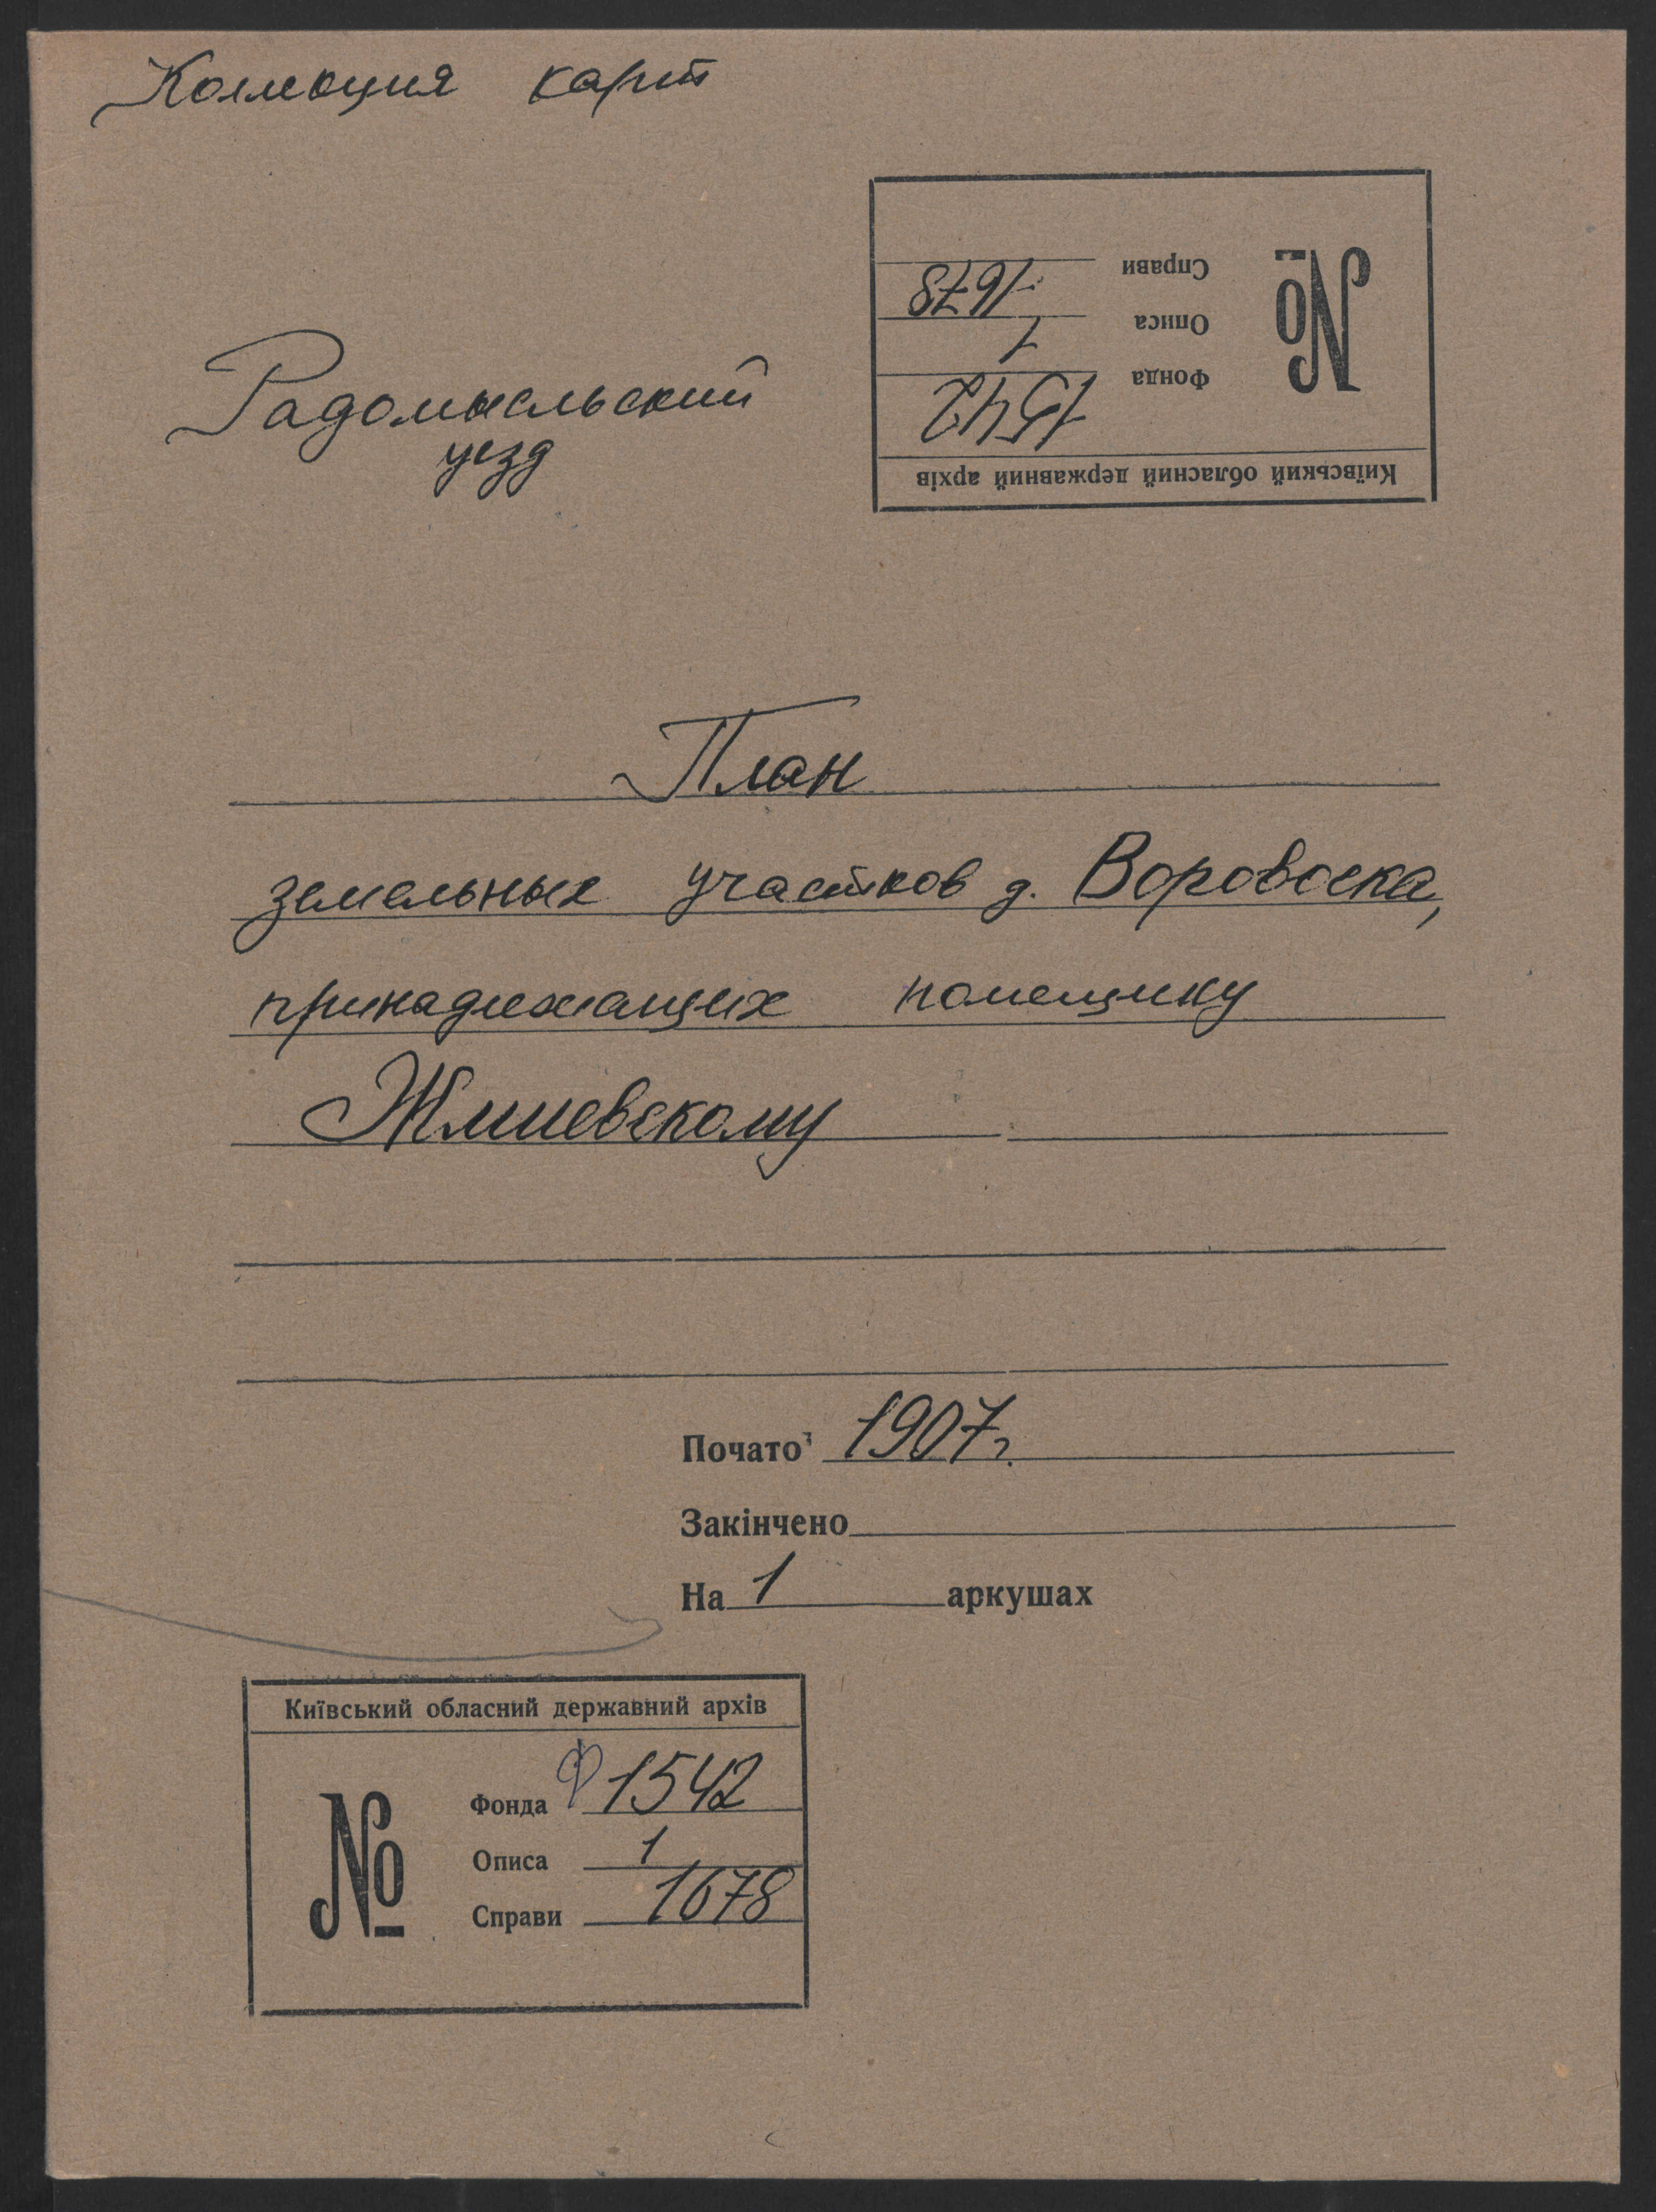 Коллекция карт
Справи 1678
Описа 1
Фонда 1542
№
Київський обласний державний архів
Радомысльский
уезд
План
земельных участков д. Воровоска,
принадлежащих помещику
Жмиевскому
Почато 1907 г.
Закінчено
На 1 аркушах
Київський обласний державний архів
№
Фонда Ф 1542
Описа 1
Справи 1678